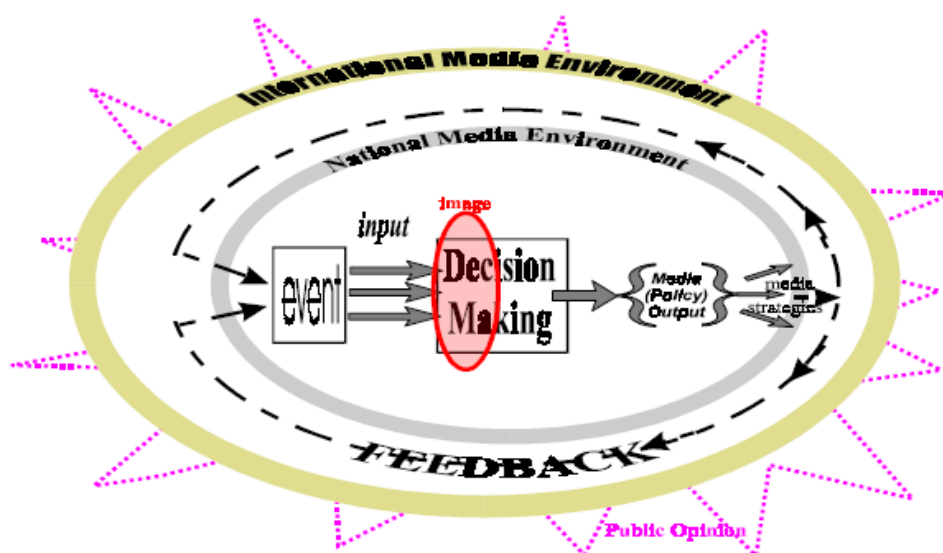 International Media Environment
National Media Environment
image
input
event
Decision
Making
Media
(Policy)
Output
media
strategies
FEEDBACK
Public Opinion